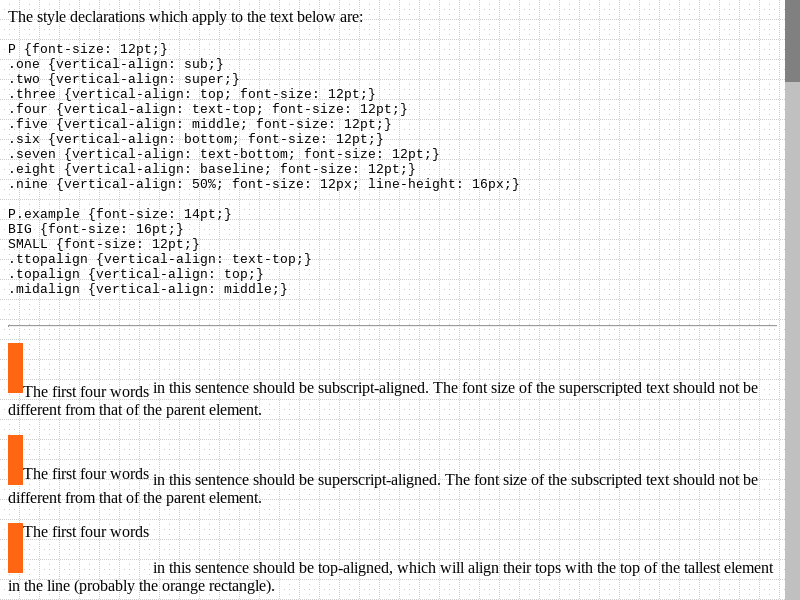 The style declarations which apply to the text below are:
P {font-size: 12pt;}
.one {vertical-align: sub;}
.two {vertical-align: super;}
.three {vertical-align: top; font-size: 12pt;}
.four {vertical-align: text-top; font-size: 12pt;}
.five {vertical-align: middle; font-size: 12pt;}
.six {vertical-align: bottom; font-size: 12pt;}
.seven {vertical-align: text-bottom; font-size: 12pt;}
.eight {vertical-align: baseline; font-size: 12pt;}
.nine {vertical-align: 50%; font-size: 12px; line-height: 16px;}
P.example {font-size: 14pt;}
BIG {font-size: 16pt;}
SMALL {font-size: 12pt;}
.ttopalign {vertical-align: text-top;}
.topalign {vertical-align: top;}
.midalign {vertical-align: middle;}
The first four words in this sentence should be subscript-aligned. The font size of the superscripted text should not be
different from that of the parent element.
The first four words in this sentence should be superscript-aligned. The font size of the subscripted text should not be
different from that of the parent element.
The first four words in this sentence should be top-aligned, which will align their tops with the top of the tallest element
in the line (probably the orange rectangle).